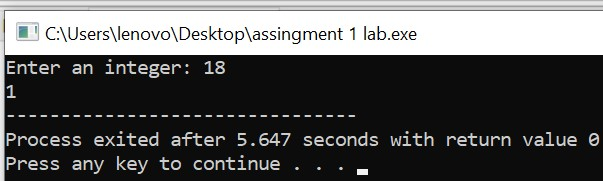 C:\Users\lenovo\Desktop\assingment 1 lab.exe
Enter an integer: 18
1
--------------------------------
Process exited after 5.647 seconds with return value 0
Press any key to continue . . .